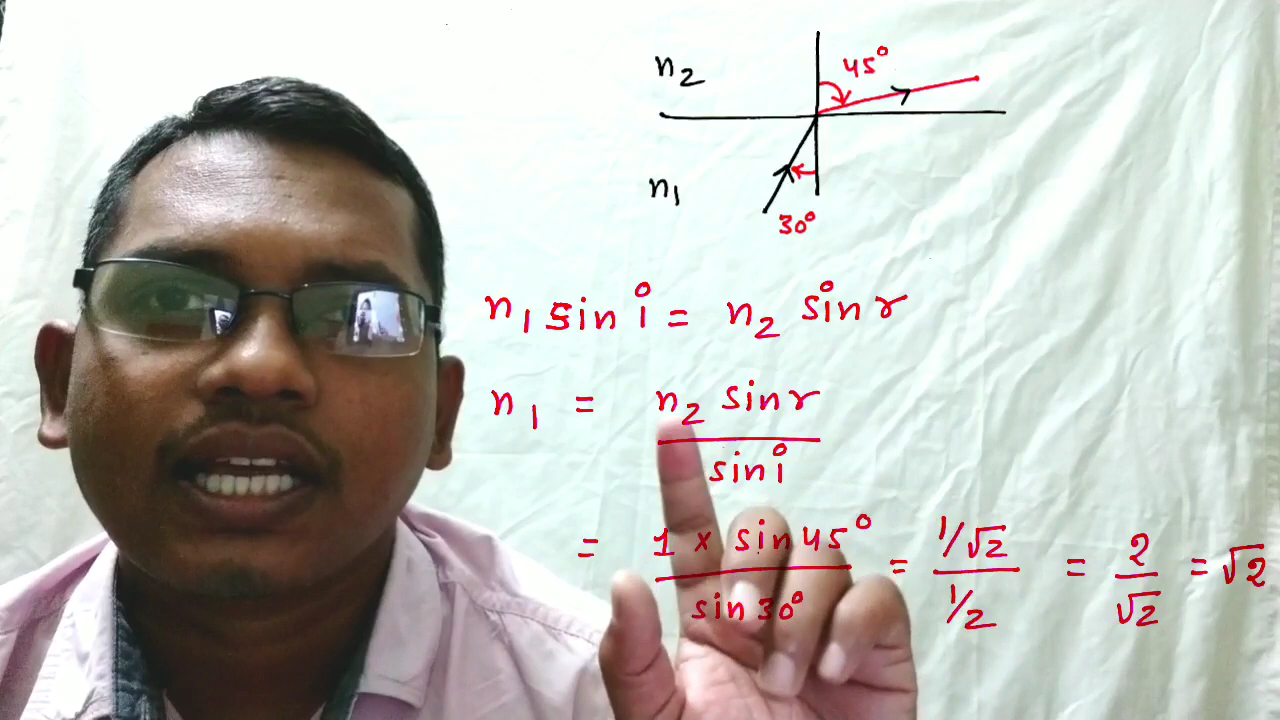 n2
45°
n1
30°
n1 sin i = n2 sin r
n1 = n2 sin r / sin i
= 1 x sin 45° / sin 30° = 1/√2 / 1/2 = 2/√2 = √2